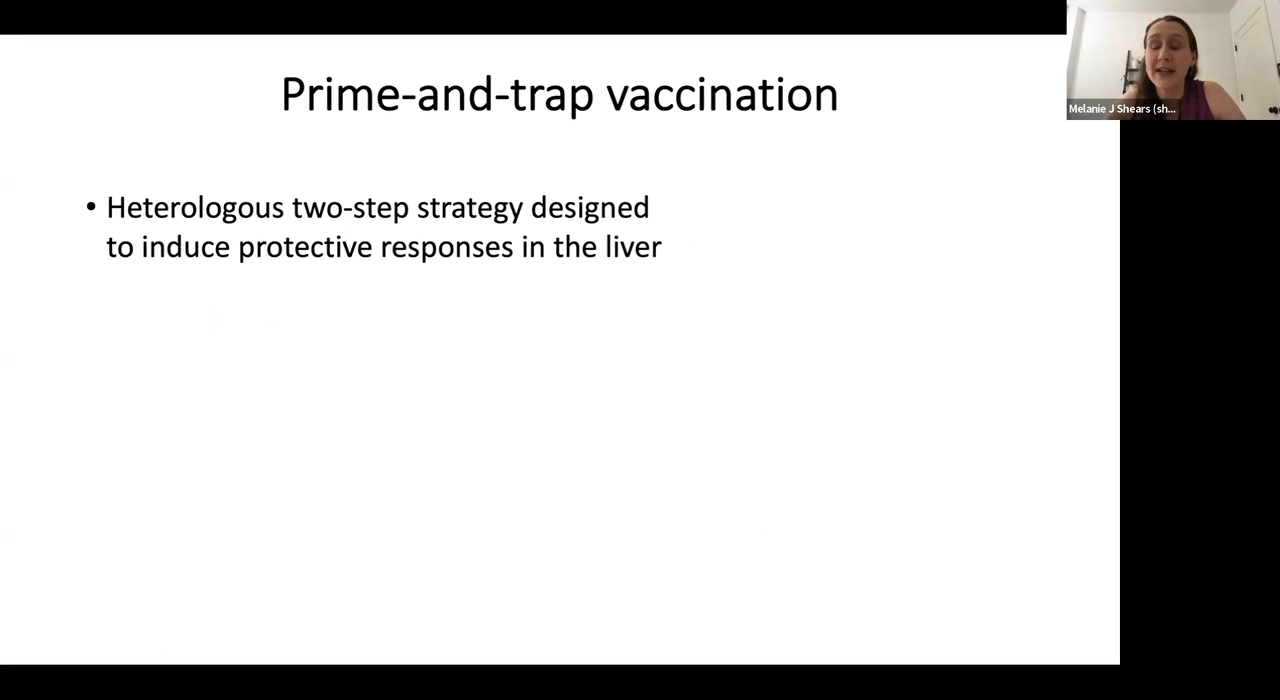 Prime-and-trap vaccination
Melanie J Shears (sh...
• Heterologous two-step strategy designed
to induce protective responses in the liver